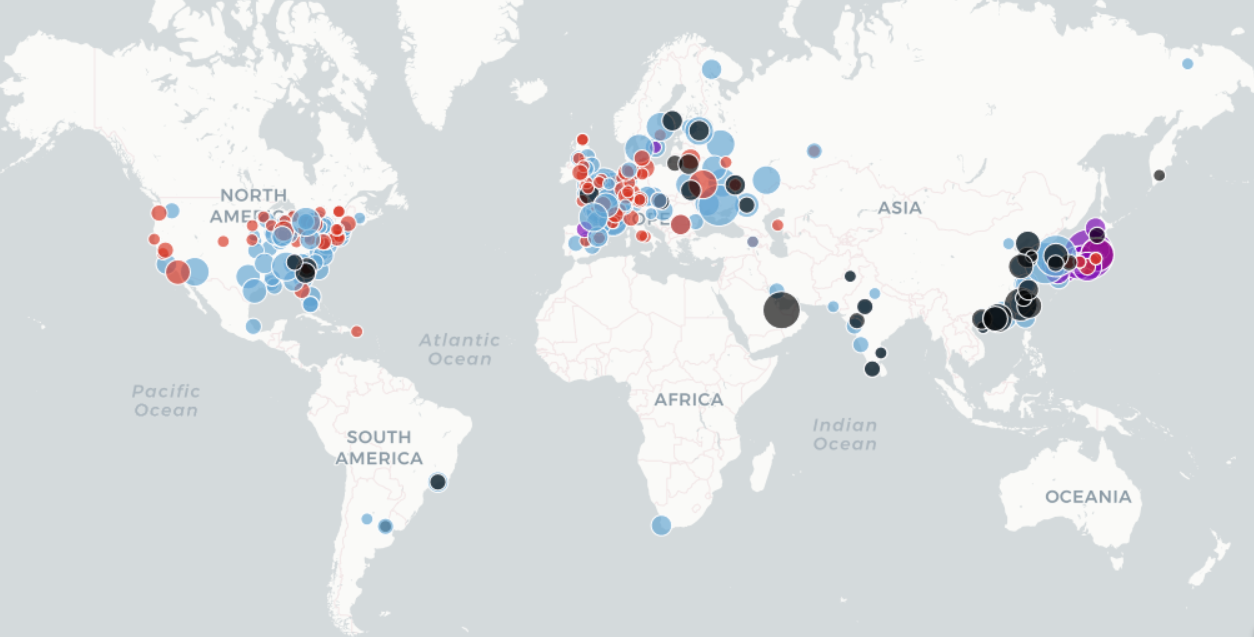 NORTH
AMERICA
ASIA
Atlantic
Ocean
Pacific
Ocean
AFRICA
Indian
Ocean
SOUTH
AMERICA
OCEANIA